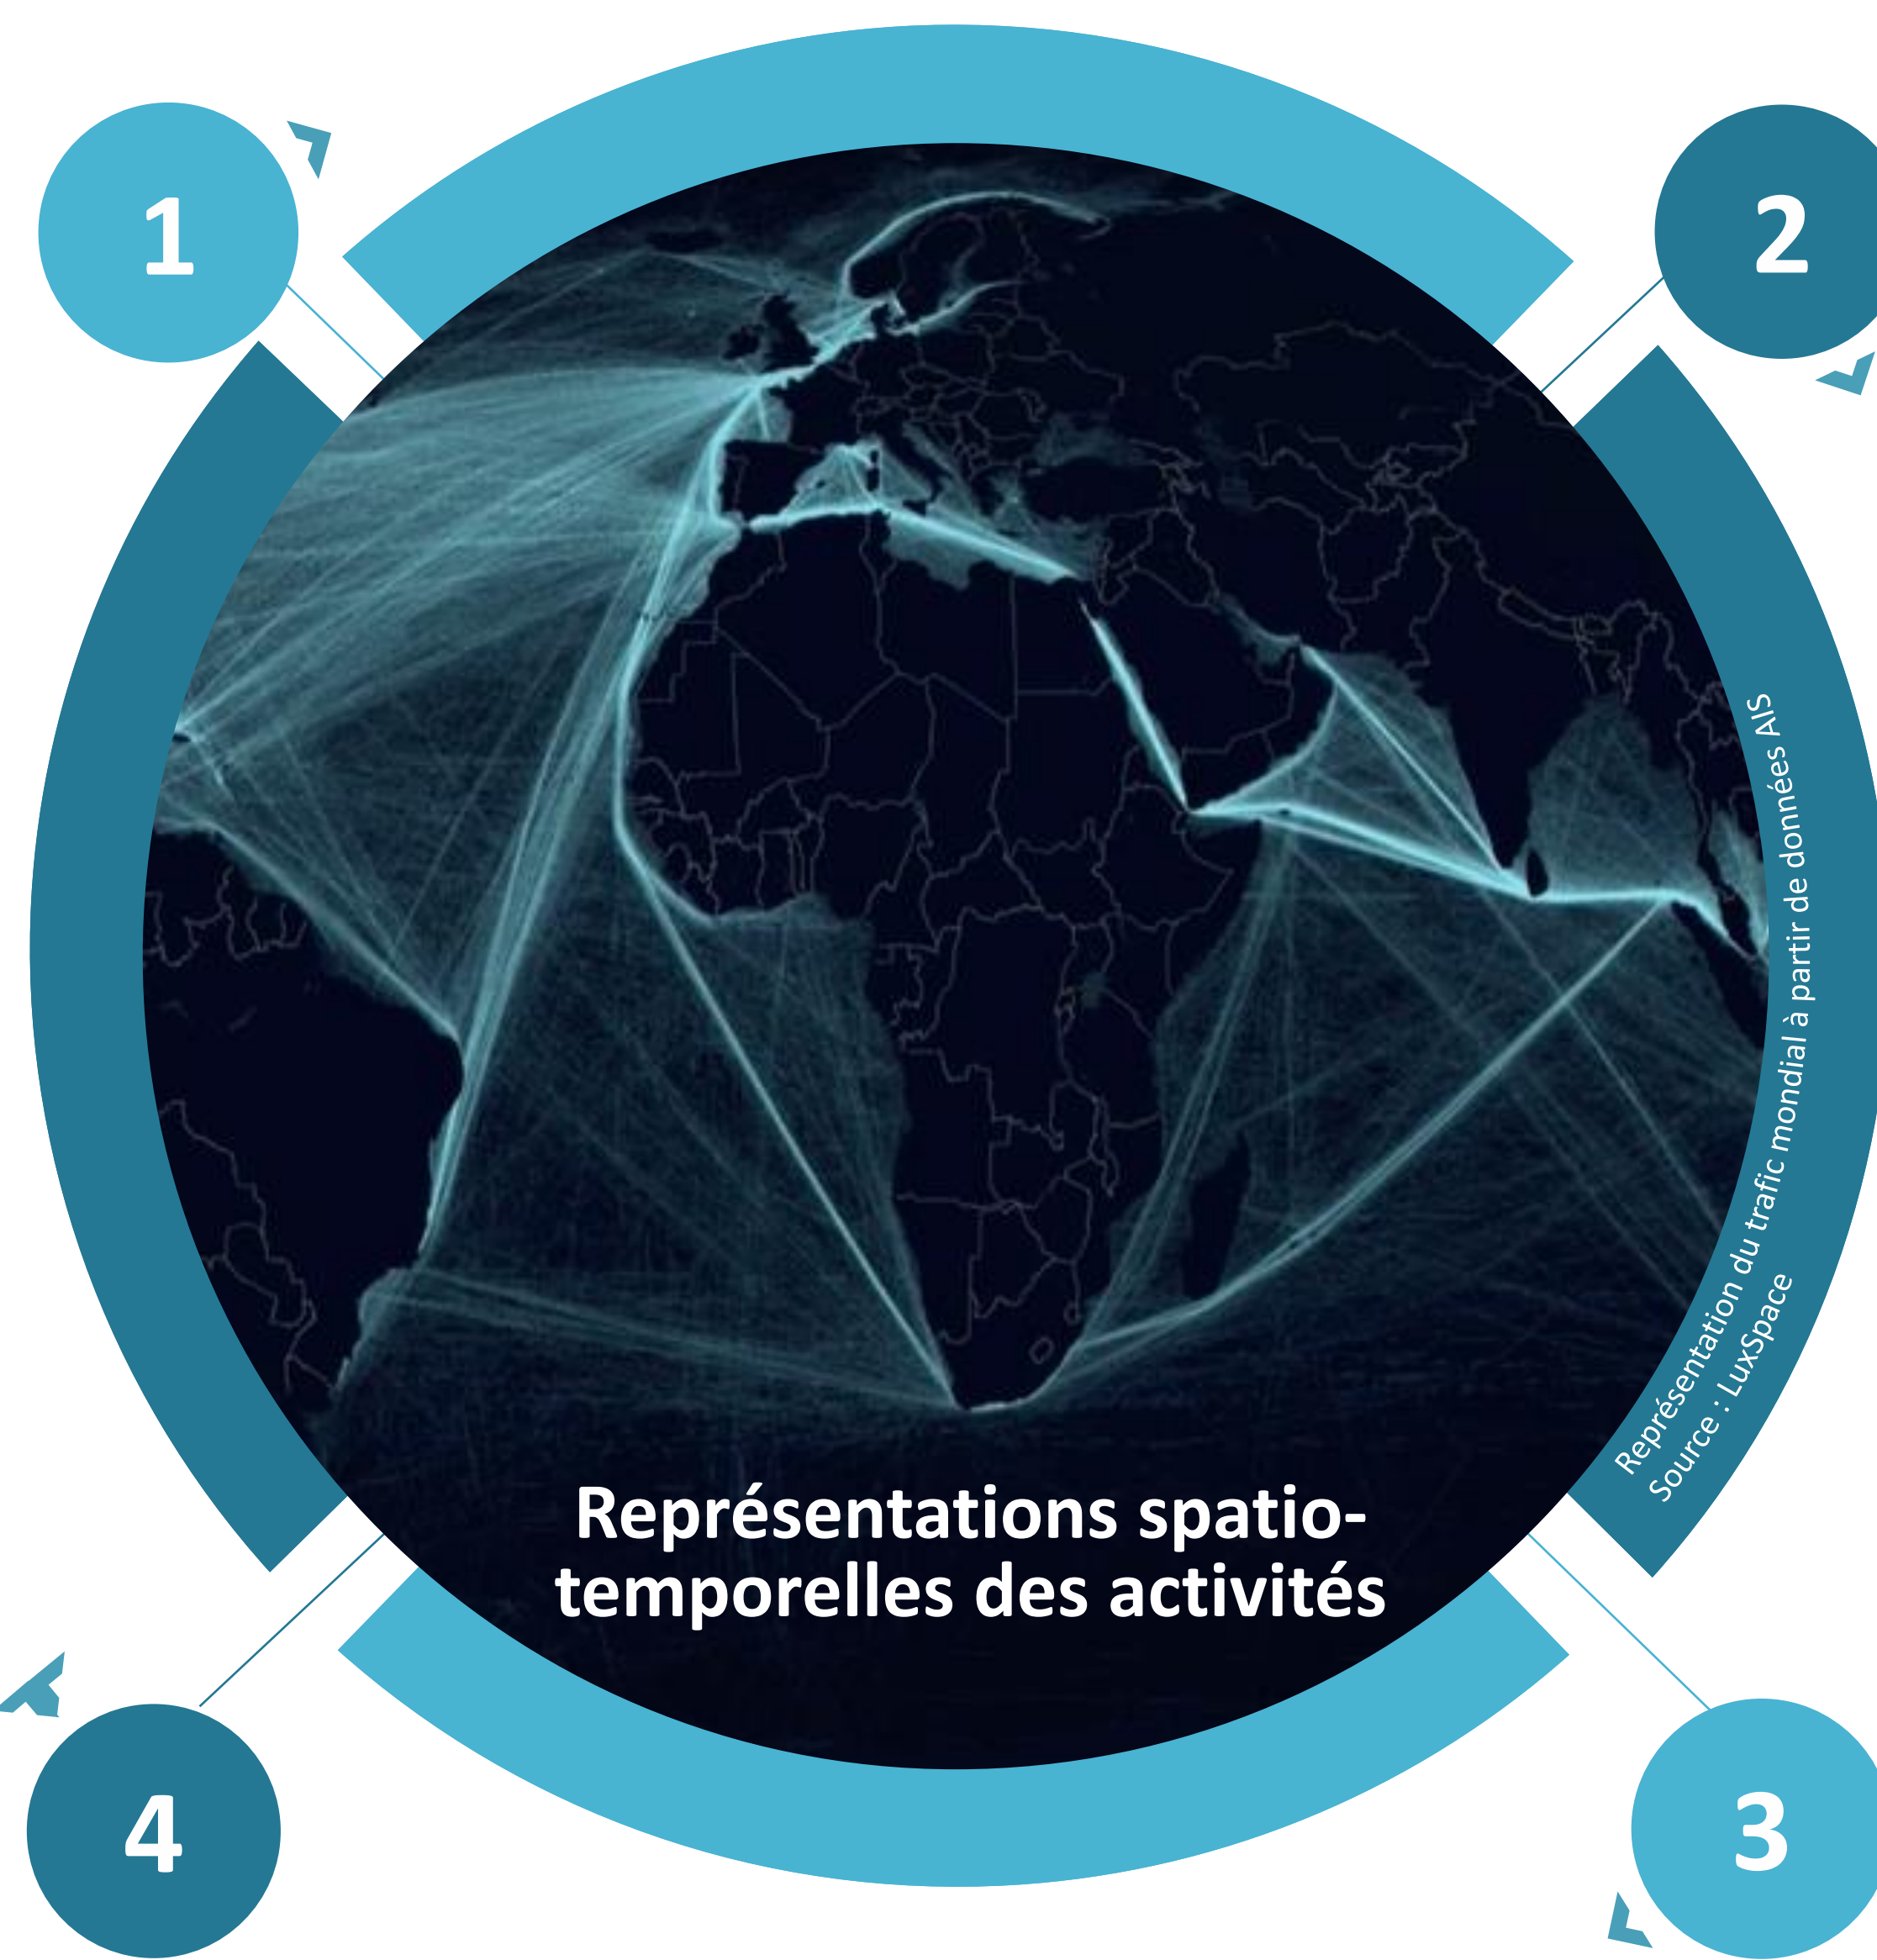 1
2
Représentation du trafic mondial à partir de données AIS
Source : LuxSpace
Représentations spatio-
temporelles des activités
4
3